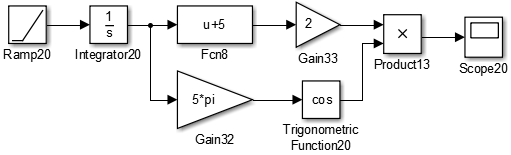 1
s
u+5
2
×
Ramp20
Integrator20
Fcn8
Gain33
Product13
Scope20
5*pi
cos
Gain32
Trigonometric
Function20